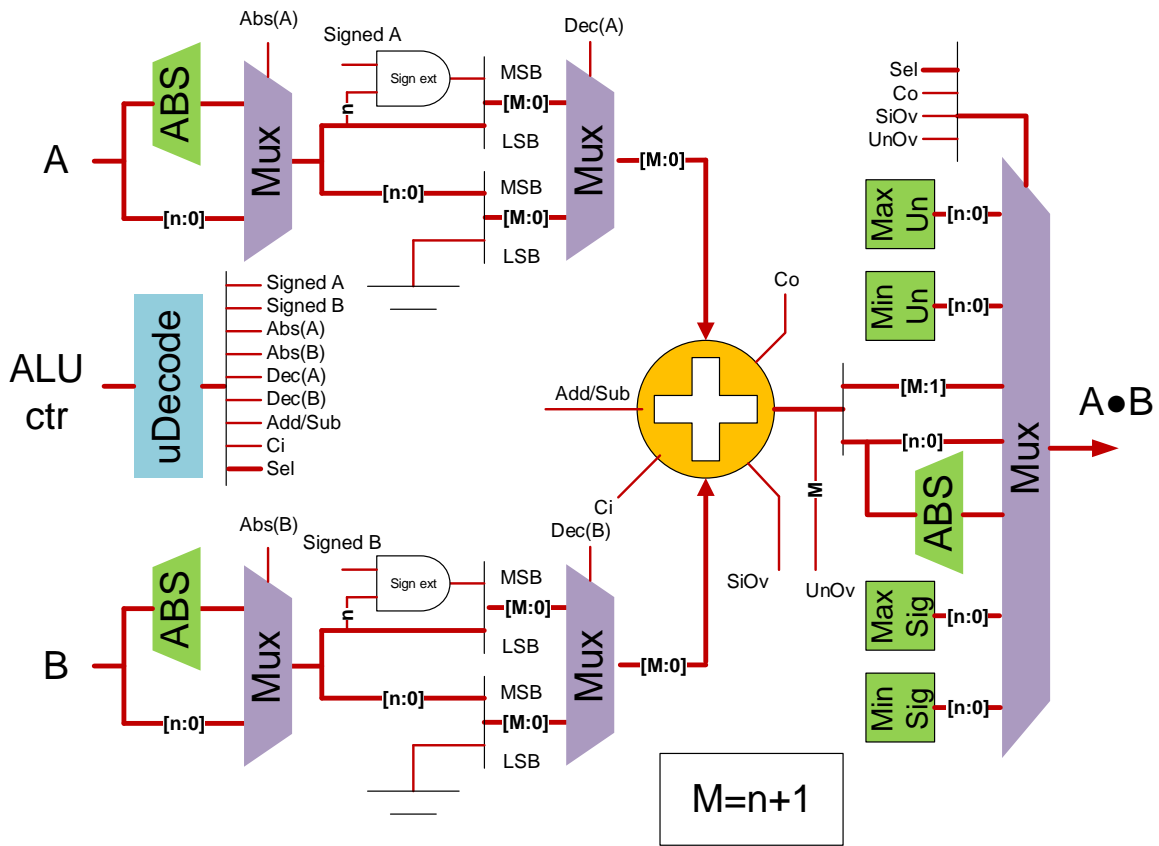 Abs(A)
Signed A
Dec(A)
ABS
Mux
Sign ext
n
MSB
[M:0]
LSB
A
[n:0]
[n:0]
MSB
[M:0]
LSB
Mux
[M:0]
Sel
Co
SiOv
UnOv
Max
Un
[n:0]
Min
Un
[n:0]
ALU
ctr
uDecode
Signed A
Signed B
Abs(A)
Abs(B)
Dec(A)
Dec(B)
Add/Sub
Ci
Sel
Co
Add/Sub
Ci
SiOv
M
UnOv
[M:1]
[n:0]
ABS
Mux
A●B
Max
Sig
[n:0]
Min
Sig
[n:0]
Abs(B)
Signed B
Dec(B)
ABS
Mux
Sign ext
n
MSB
[M:0]
LSB
B
[n:0]
[n:0]
MSB
[M:0]
LSB
Mux
[M:0]
M=n+1